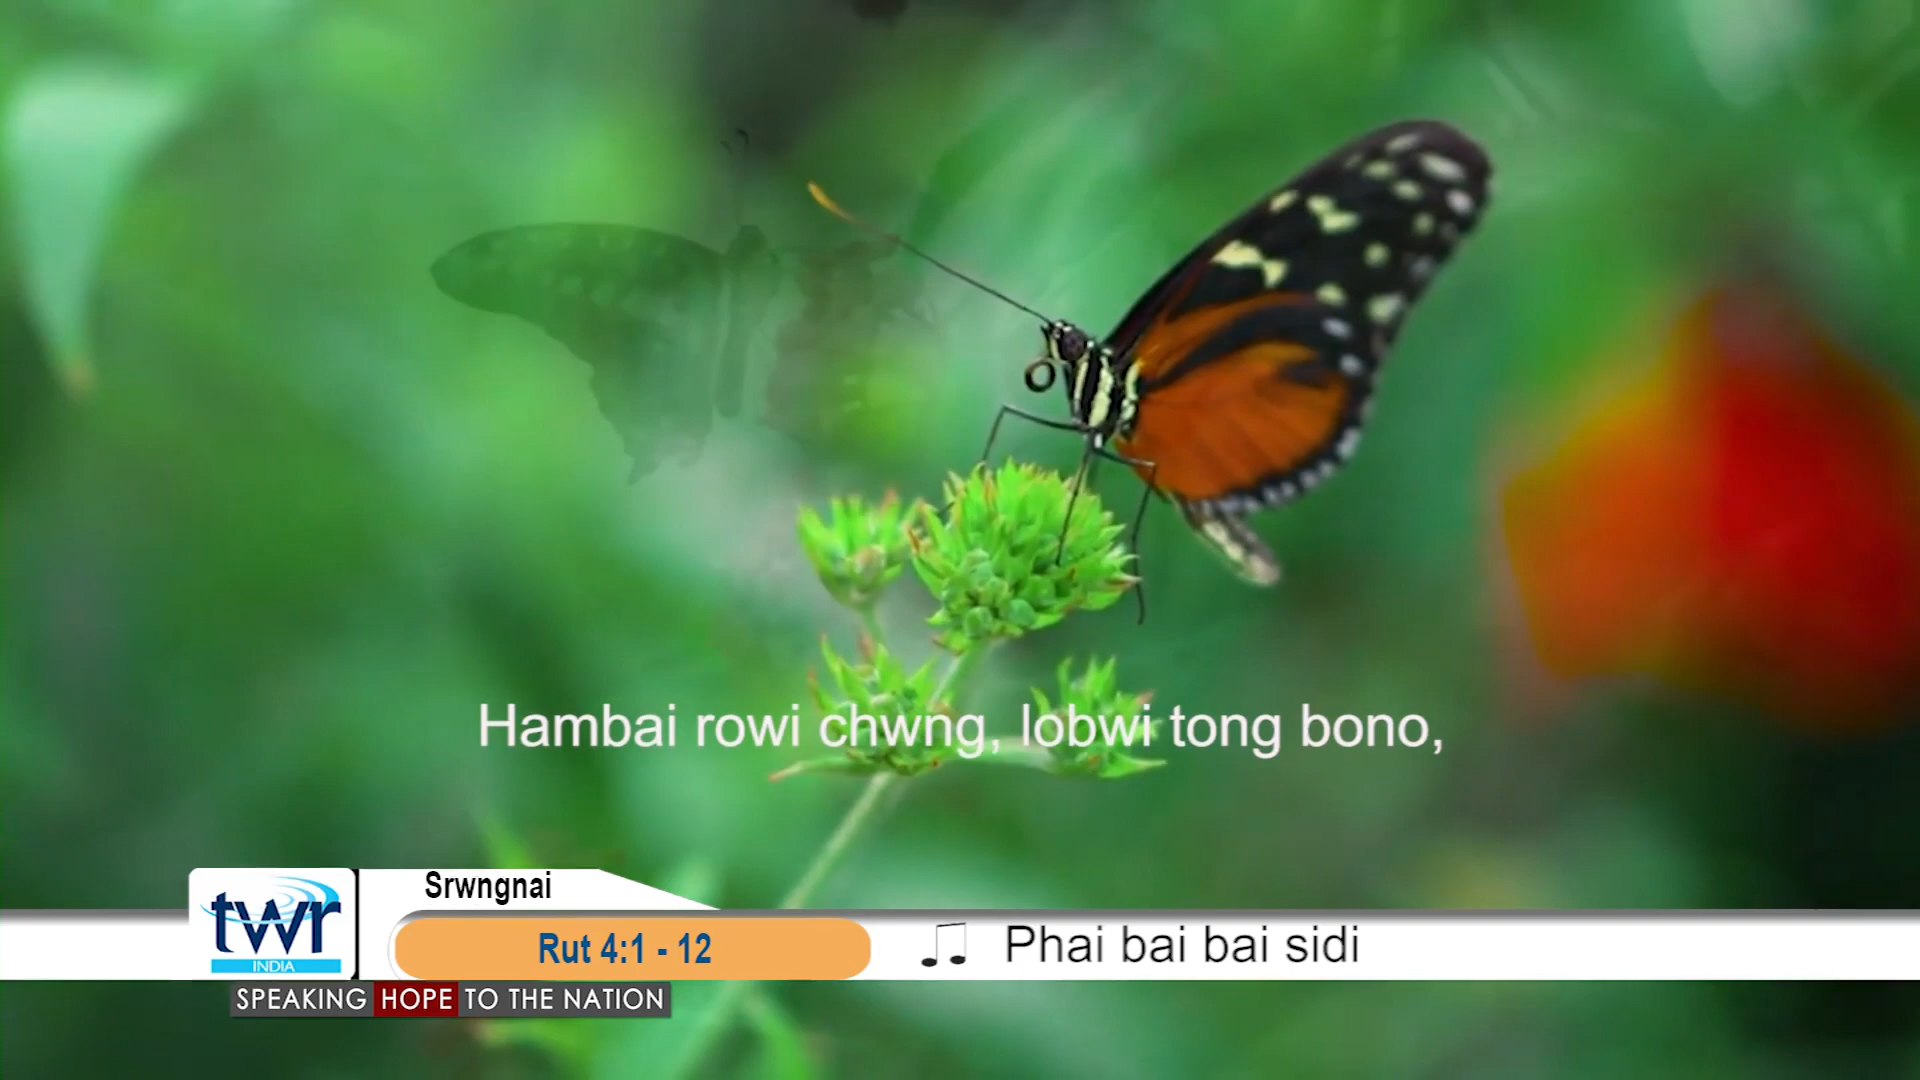 Hambai rowi chwng, lobwi tong bono,
Srwngnai
twr
INDIA
Rut 4:1 - 12
Phai bai bai sidi
SPEAKING HOPE TO THE NATION